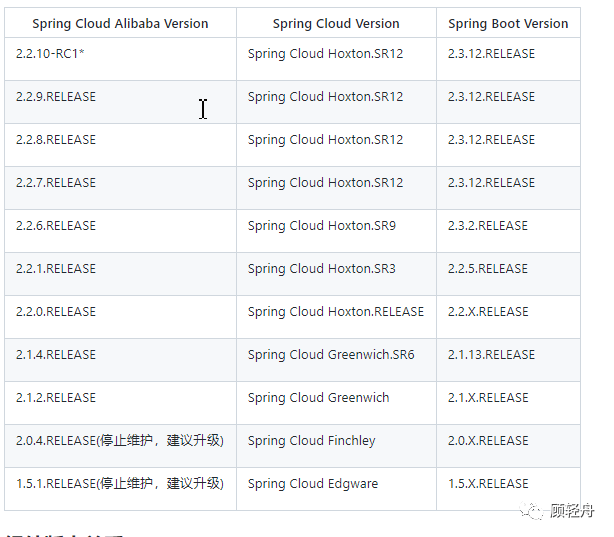 Spring Cloud Alibaba Version Spring Cloud Version Spring Boot Version
2.2.10-RC1* Spring Cloud Hoxton.SR12 2.3.12.RELEASE
2.2.9.RELEASE Spring Cloud Hoxton.SR12 2.3.12.RELEASE
2.2.8.RELEASE Spring Cloud Hoxton.SR12 2.3.12.RELEASE
2.2.7.RELEASE Spring Cloud Hoxton.SR12 2.3.12.RELEASE
2.2.6.RELEASE Spring Cloud Hoxton.SR9 2.3.2.RELEASE
2.2.1.RELEASE Spring Cloud Hoxton.SR3 2.2.5.RELEASE
2.2.0.RELEASE Spring Cloud Hoxton.RELEASE 2.2.X.RELEASE
2.1.4.RELEASE Spring Cloud Greenwich.SR6 2.1.13.RELEASE
2.1.2.RELEASE Spring Cloud Greenwich 2.1.X.RELEASE
2.0.4.RELEASE(停止维护，建议升级) Spring Cloud Finchley 2.0.X.RELEASE
1.5.1.RELEASE(停止维护，建议升级) Spring Cloud Edgware 1.5.X.RELEASE
顾轻舟